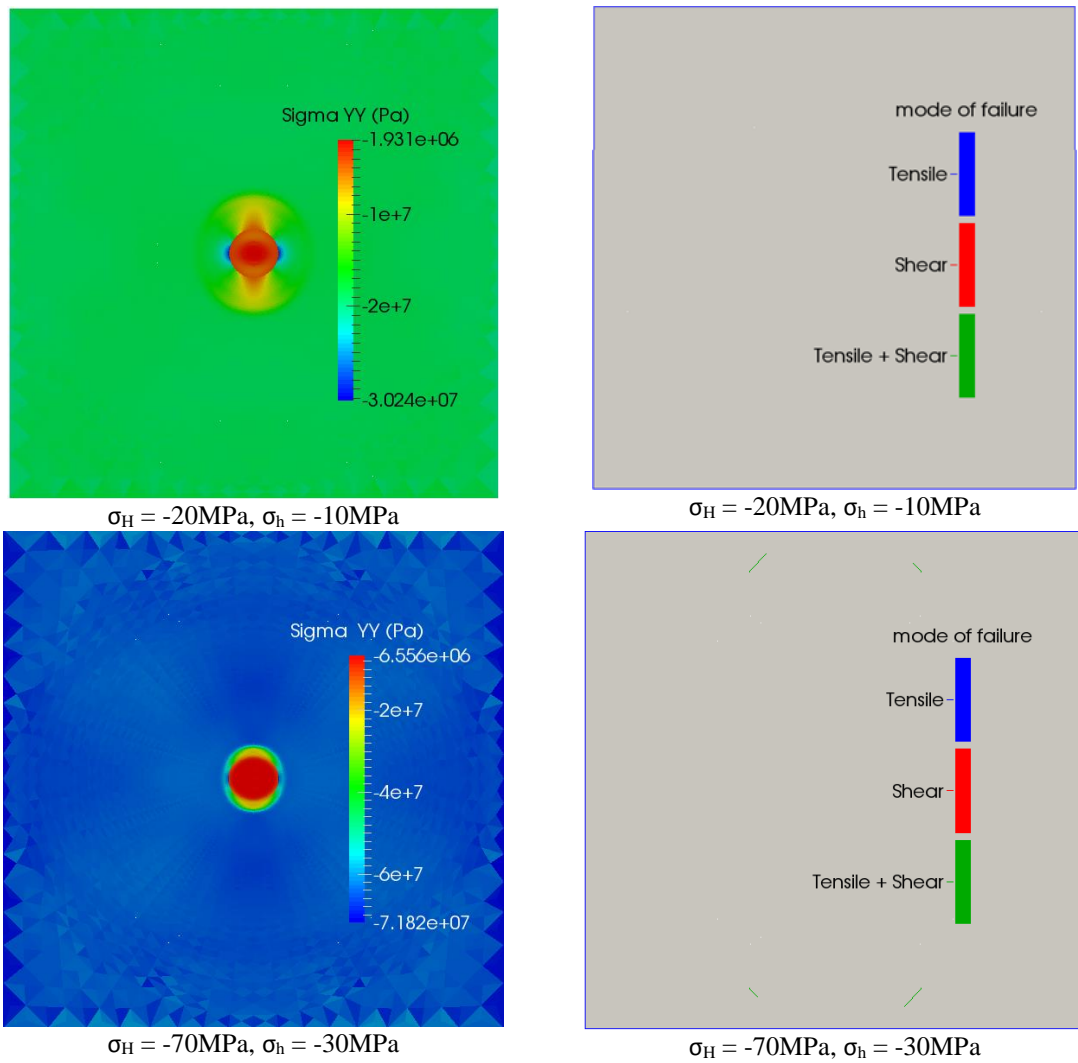 Sigma YY (Pa)
-1.931e+06
-1e+7
-2e+7
-3.024e+07
σH = -20MPa, σh = -10MPa
mode of failure
Tensile
Shear
Tensile + Shear
σH = -20MPa, σh = -10MPa
Sigma YY (Pa)
-6.556e+06
-2e+7
-4e+7
-6e+7
-7.182e+07
σH = -70MPa, σh = -30MPa
mode of failure
Tensile
Shear
Tensile + Shear
σH = -70MPa, σh = -30MPa